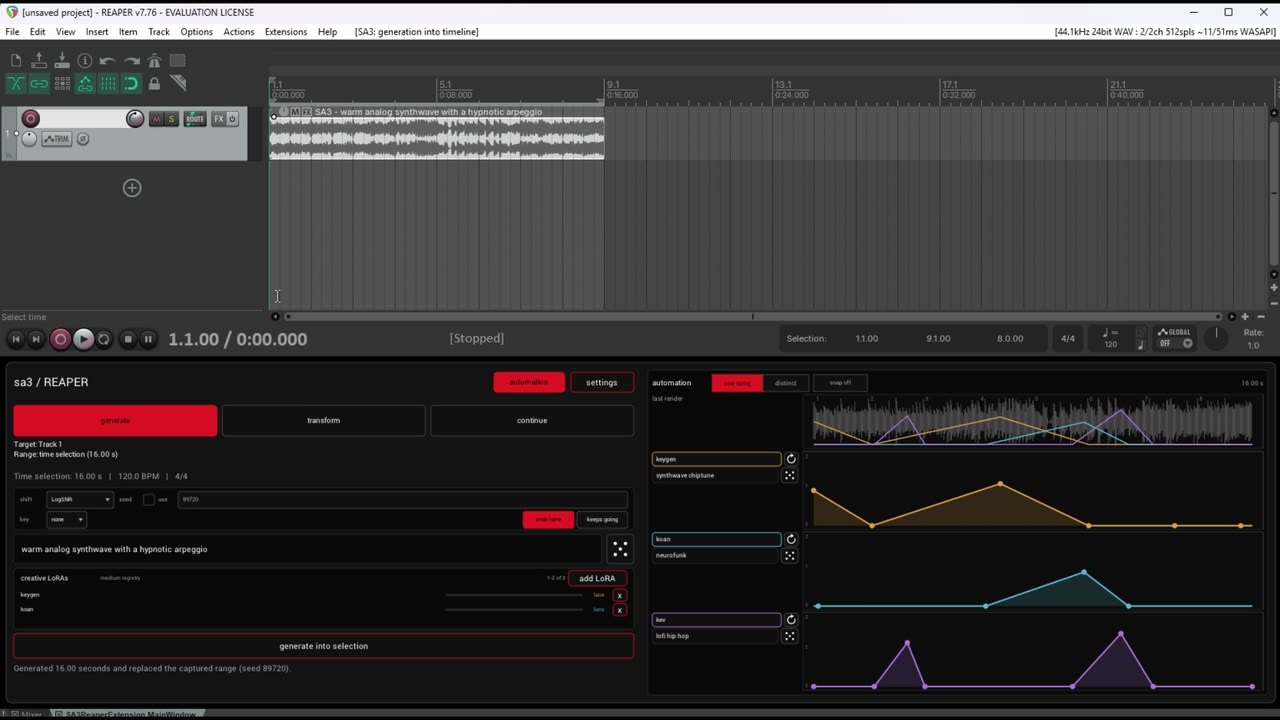 [unsaved project] - REAPER v7.76 - EVALUATION LICENSE
File Edit View Insert Item Track Options Actions Extensions Help [SA3: generation into timeline] [44.1kHz 24bit WAV : 2/2ch 512spls ~11/51ms WASAPI]
1.1 5.1 9.1 13.1 17.1 21.1
0:00.000 0:08.000 0:16.000 0:24.000 0:32.000 0:40.000
SA3 - warm analog synthwave with a hypnotic arpeggio
M S ROUTE FX
1
TRIM
Select time
1.1.00 / 0:00.000
[Stopped]
Selection: 1.1.00 9.1.00 8.0.00
4/4
120
GLOBAL
OFF
Rate:
1.0
sa3 / REAPER
automation settings
generate transform continue
Target: Track 1
Range: time selection (16.00 s)
Time selection: 16.00 s | 120.0 BPM | 4/4
shift LogSNR seed use 89720
key none ends here keeps going
warm analog synthwave with a hypnotic arpeggio
creative LoRAs medium registry add LoRA
keygen lane x
koan lane x
generate into selection
Generated 16.00 seconds and replaced the captured range (seed 89720).
automation one song distinct snap off 16.00 s
last render
keygen
synthwave chiptune
koan
neurofunk
kev
lofi hip hop
Mixer SA3ReaperExtension MainWindow